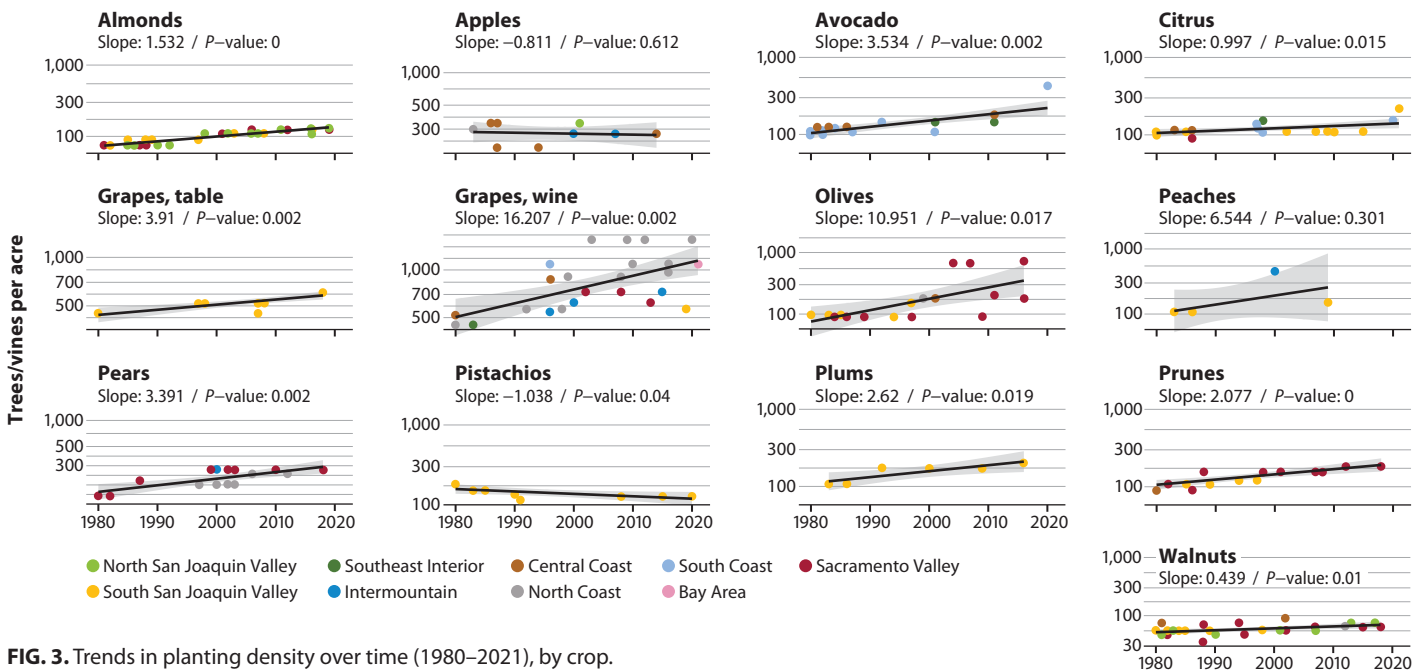 Trees/vines per acre
Almonds
Slope: 1.532 / P–value: 0
1,000
300
100
Apples
Slope: –0.811 / P–value: 0.612
1,000
500
300
Avocado
Slope: 3.534 / P–value: 0.002
1,000
300
100
Citrus
Slope: 0.997 / P–value: 0.015
1,000
300
100
Grapes, table
Slope: 3.91 / P–value: 0.002
1,000
700
500
Grapes, wine
Slope: 16.207 / P–value: 0.002
1,000
700
500
Olives
Slope: 10.951 / P–value: 0.017
1,000
300
100
Peaches
Slope: 6.544 / P–value: 0.301
1,000
300
100
Pears
Slope: 3.391 / P–value: 0.002
1,000
500
300
1980 1990 2000 2010 2020
Pistachios
Slope: –1.038 / P–value: 0.04
1,000
300
100
1980 1990 2000 2010 2020
Plums
Slope: 2.62 / P–value: 0.019
1,000
300
100
1980 1990 2000 2010 2020
Prunes
Slope: 2.077 / P–value: 0
1,000
300
100
Walnuts
Slope: 0.439 / P–value: 0.01
1,000
300
100
30
1980 1990 2000 2010 2020
North San Joaquin Valley Southeast Interior Central Coast South Coast Sacramento Valley
South San Joaquin Valley Intermountain North Coast Bay Area
FIG. 3. Trends in planting density over time (1980–2021), by crop.